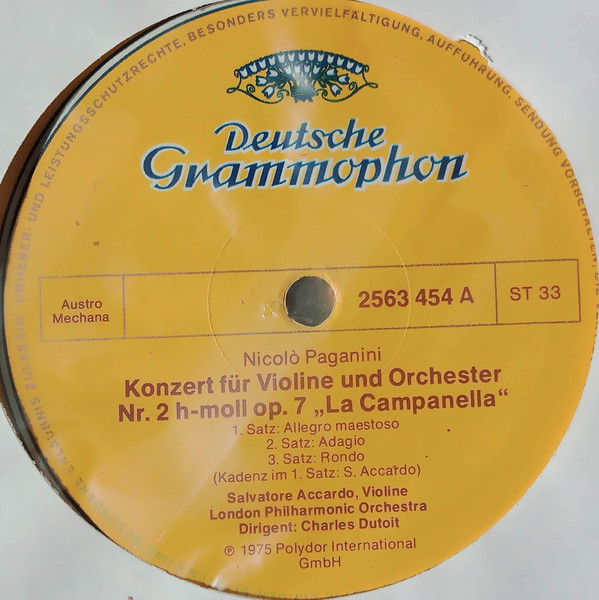 URHEBER- UND LEISTUNGSSCHUTZRECHTE, BESONDERS VERVIELFÄLTIGUNG, AUFFÜHRUNG, SENDUNG VORBEHALTEN,
ERLAUBNIS ZULÄSSIG
Deutsche
Grammophon
Austro
Mechana
2563 454 A
ST 33
Nicolò Paganini
Konzert für Violine und Orchester
Nr. 2 h-moll op. 7 „La Campanella“
1. Satz: Allegro maestoso
2. Satz: Adagio
3. Satz: Rondo
(Kadenz im 1. Satz: S. Accardo)
Salvatore Accardo, Violine
London Philharmonic Orchestra
Dirigent: Charles Dutoit
℗ 1975 Polydor International
GmbH